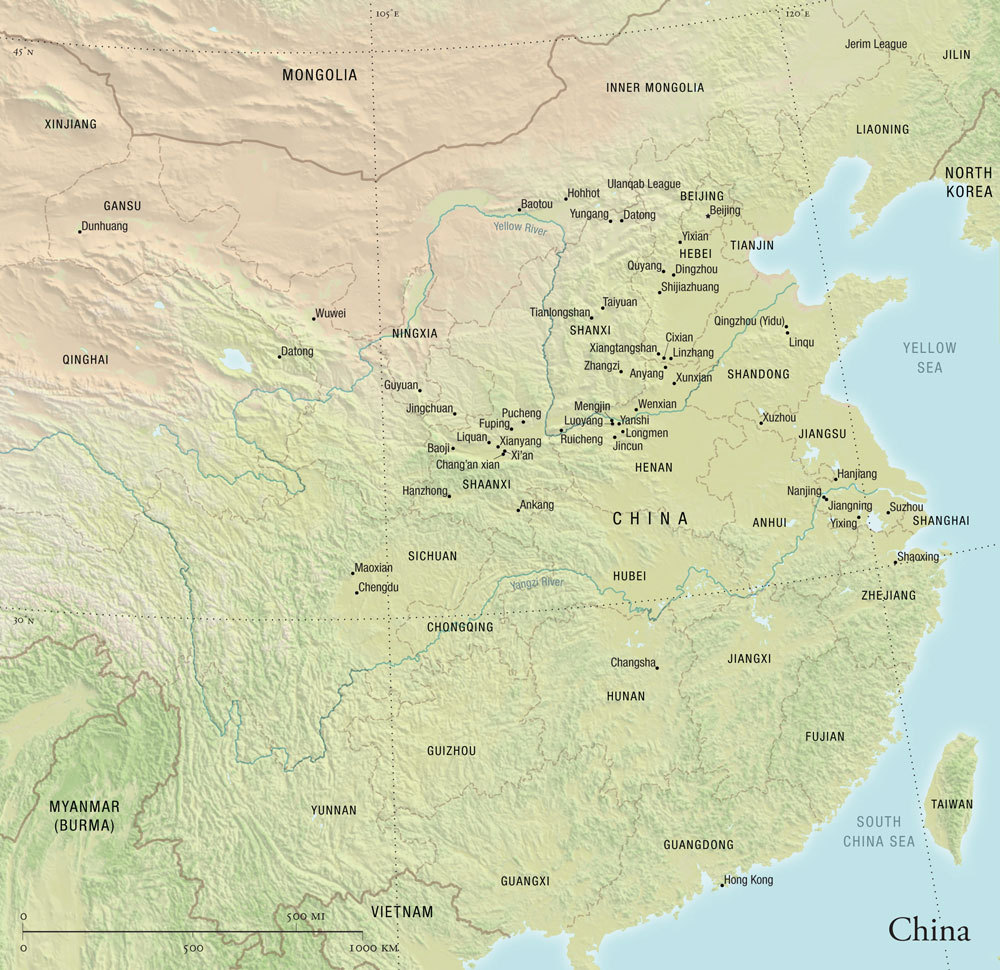 105°E
120°E
45°N
MONGOLIA
Jerim League
JILIN
INNER MONGOLIA
XINJIANG
LIAONING
NORTH
KOREA
GANSU
Dunhuang
Hohhot
Ulanqab League
BEIJING
Baotou
Yungang
Datong
Beijing
Yellow River
Yixian
HEBEI
TIANJIN
Quyang
Dingzhou
Shijiazhuang
Taiyuan
Tianlongshan
SHANXI
Wuwei
NINGXIA
Qingzhou (Yidu)
Linqu
Cixian
Xiangtangshan
Linzhang
YELLOW
SEA
Datong
QINGHAI
Zhangzi
Anyang
Xunxian
SHANDONG
Guyuan
Jingchuan
Pucheng
Fuping
Mengjin
Wenxian
Luoyang
Yanshi
Xuzhou
JIANGSU
Liquan
Xianyang
Ruicheng
Longmen
Jincun
Baoji
Xi'an
Chang'an xian
HENAN
Hanjiang
SHAANXI
Hanzhong
Ankang
Nanjing
Jiangning
Suzhou
CHINA
ANHUI
Yixing
SHANGHAI
SICHUAN
Shaoxing
Maoxian
Chengdu
Yangzi River
HUBEI
ZHEJIANG
30°N
CHONGQING
Changsha
JIANGXI
HUNAN
FUJIAN
GUIZHOU
MYANMAR
(BURMA)
YUNNAN
TAIWAN
SOUTH
CHINA SEA
GUANGDONG
GUANGXI
Hong Kong
VIETNAM
0
500 MI
0
500
1000 KM
China